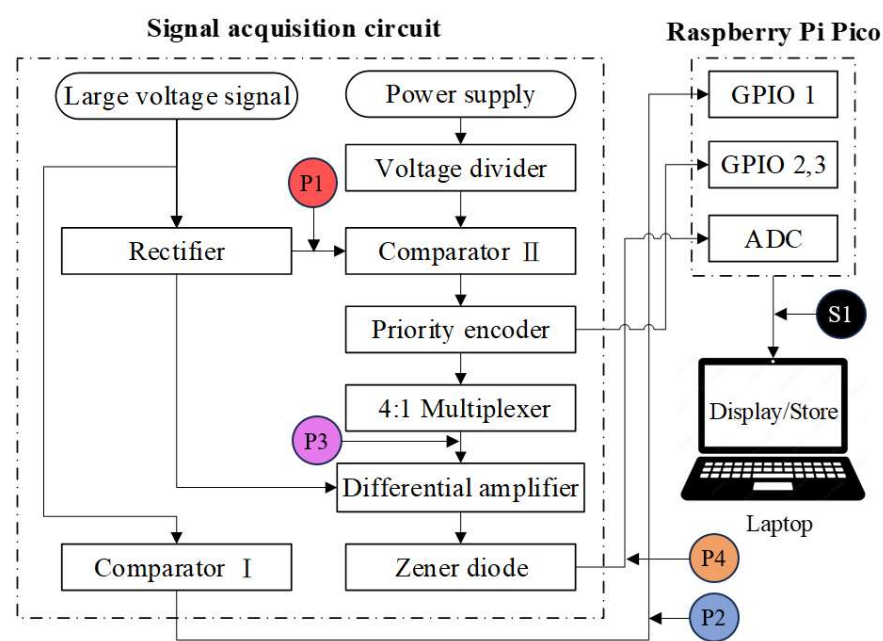 Signal acquisition circuit
Raspberry Pi Pico
Large voltage signal
Power supply
GPIO 1
Voltage divider
GPIO 2,3
P1
Rectifier
Comparator Ⅱ
ADC
Priority encoder
S1
4:1 Multiplexer
Display/Store
P3
Differential amplifier
Laptop
Comparator Ⅰ
Zener diode
P4
P2